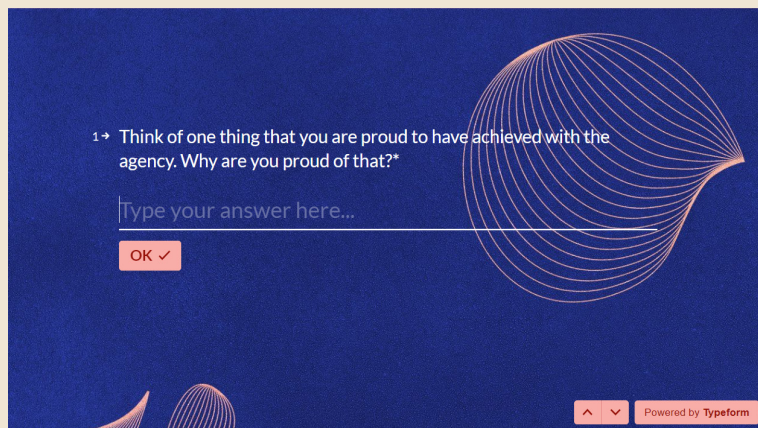 1 Think of one thing that you are proud to have achieved with the
agency. Why are you proud of that?*
Type your answer here...
OK
Powered by Typeform